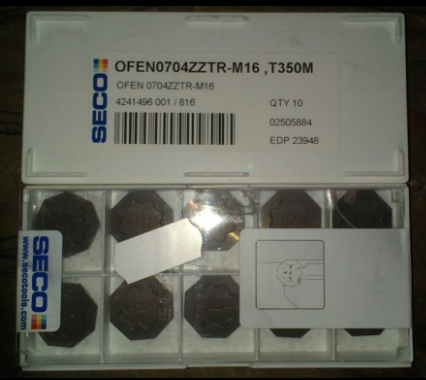 SECO
OFEN0704ZZTR-M16 ,T350M
OFEN 0704ZZTR-M16
4241496 001 / 816
QTY 10
02505884
EDP 23948
SECO
www.secotools.com